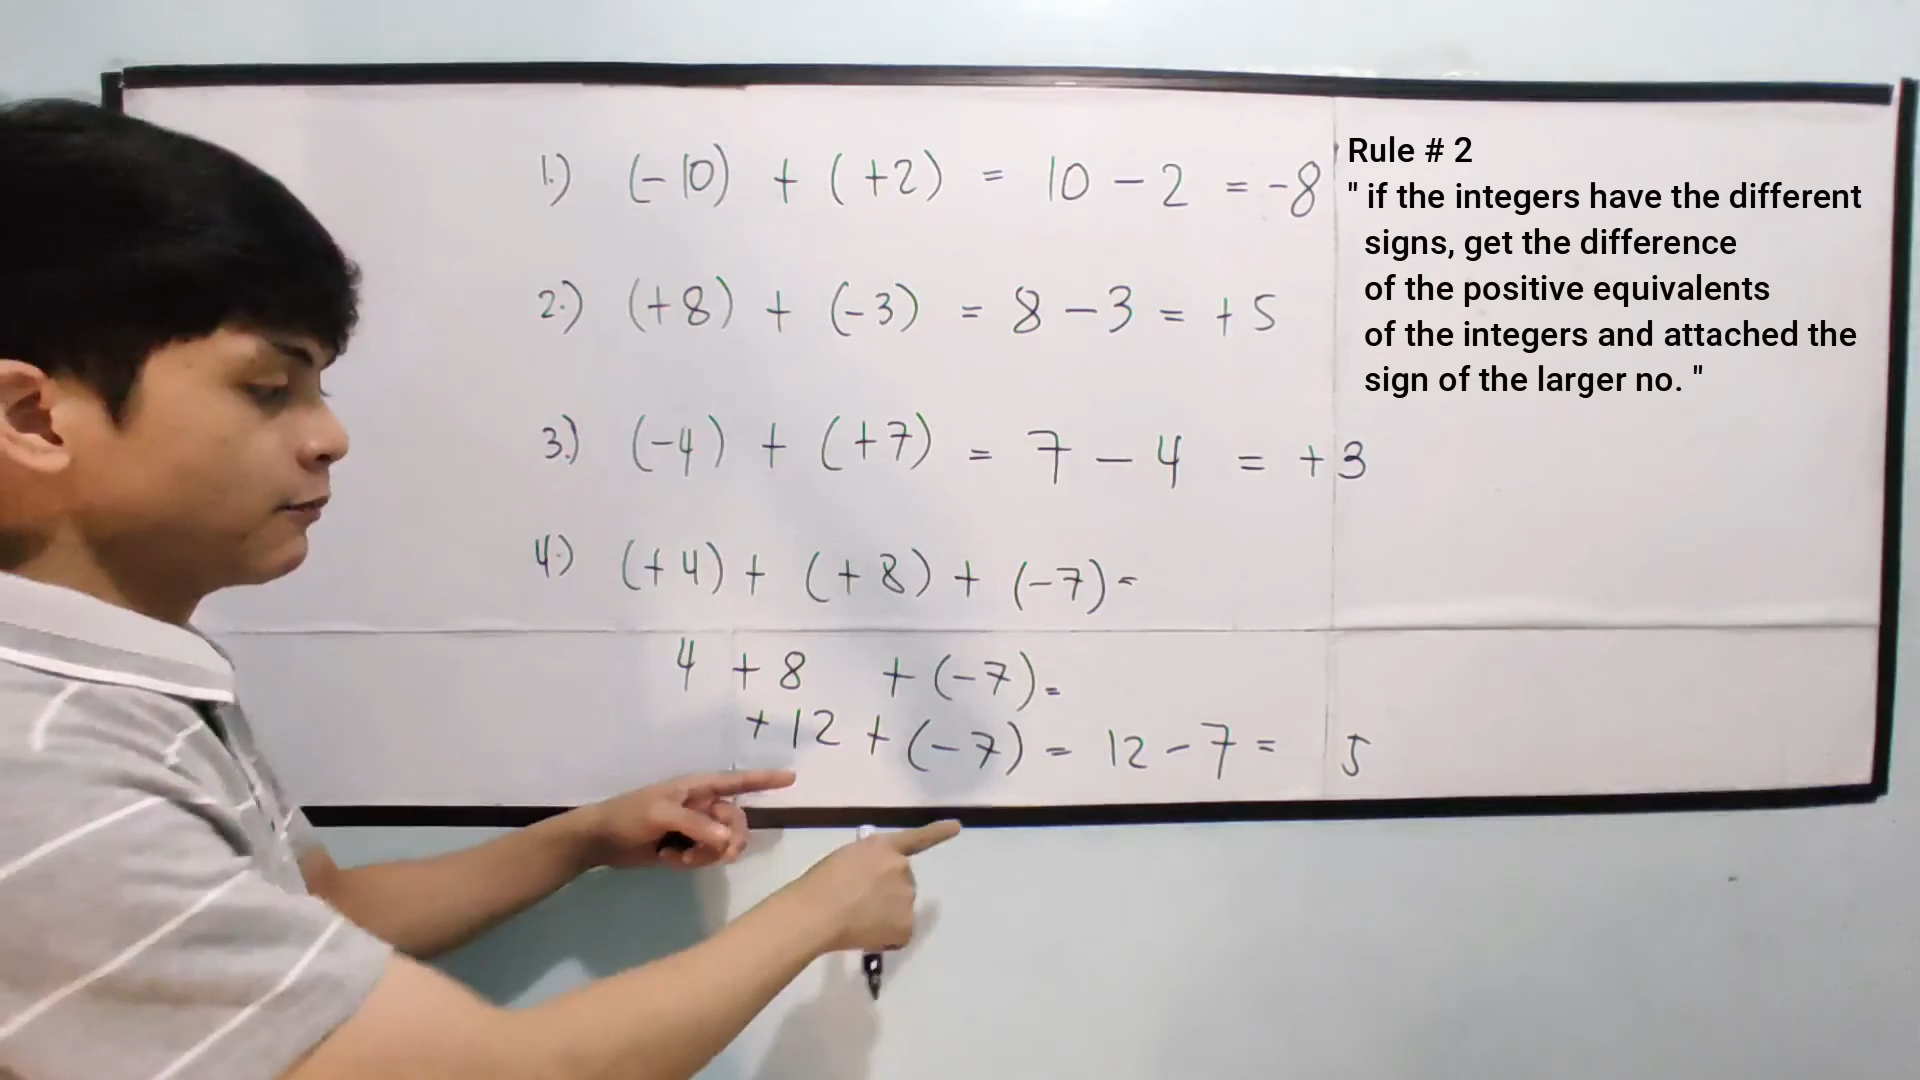 1.) (-10) + (+2) = 10 - 2 = -8
2.) (+8) + (-3) = 8 - 3 = +5
3.) (-4) + (+7) = 7 - 4 = +3
4.) (+4) + (+8) + (-7) =
4 + 8 + (-7) =
+12 + (-7) = 12 - 7 = 5
Rule # 2
" if the integers have the different
signs, get the difference
of the positive equivalents
of the integers and attached the
sign of the larger no. "